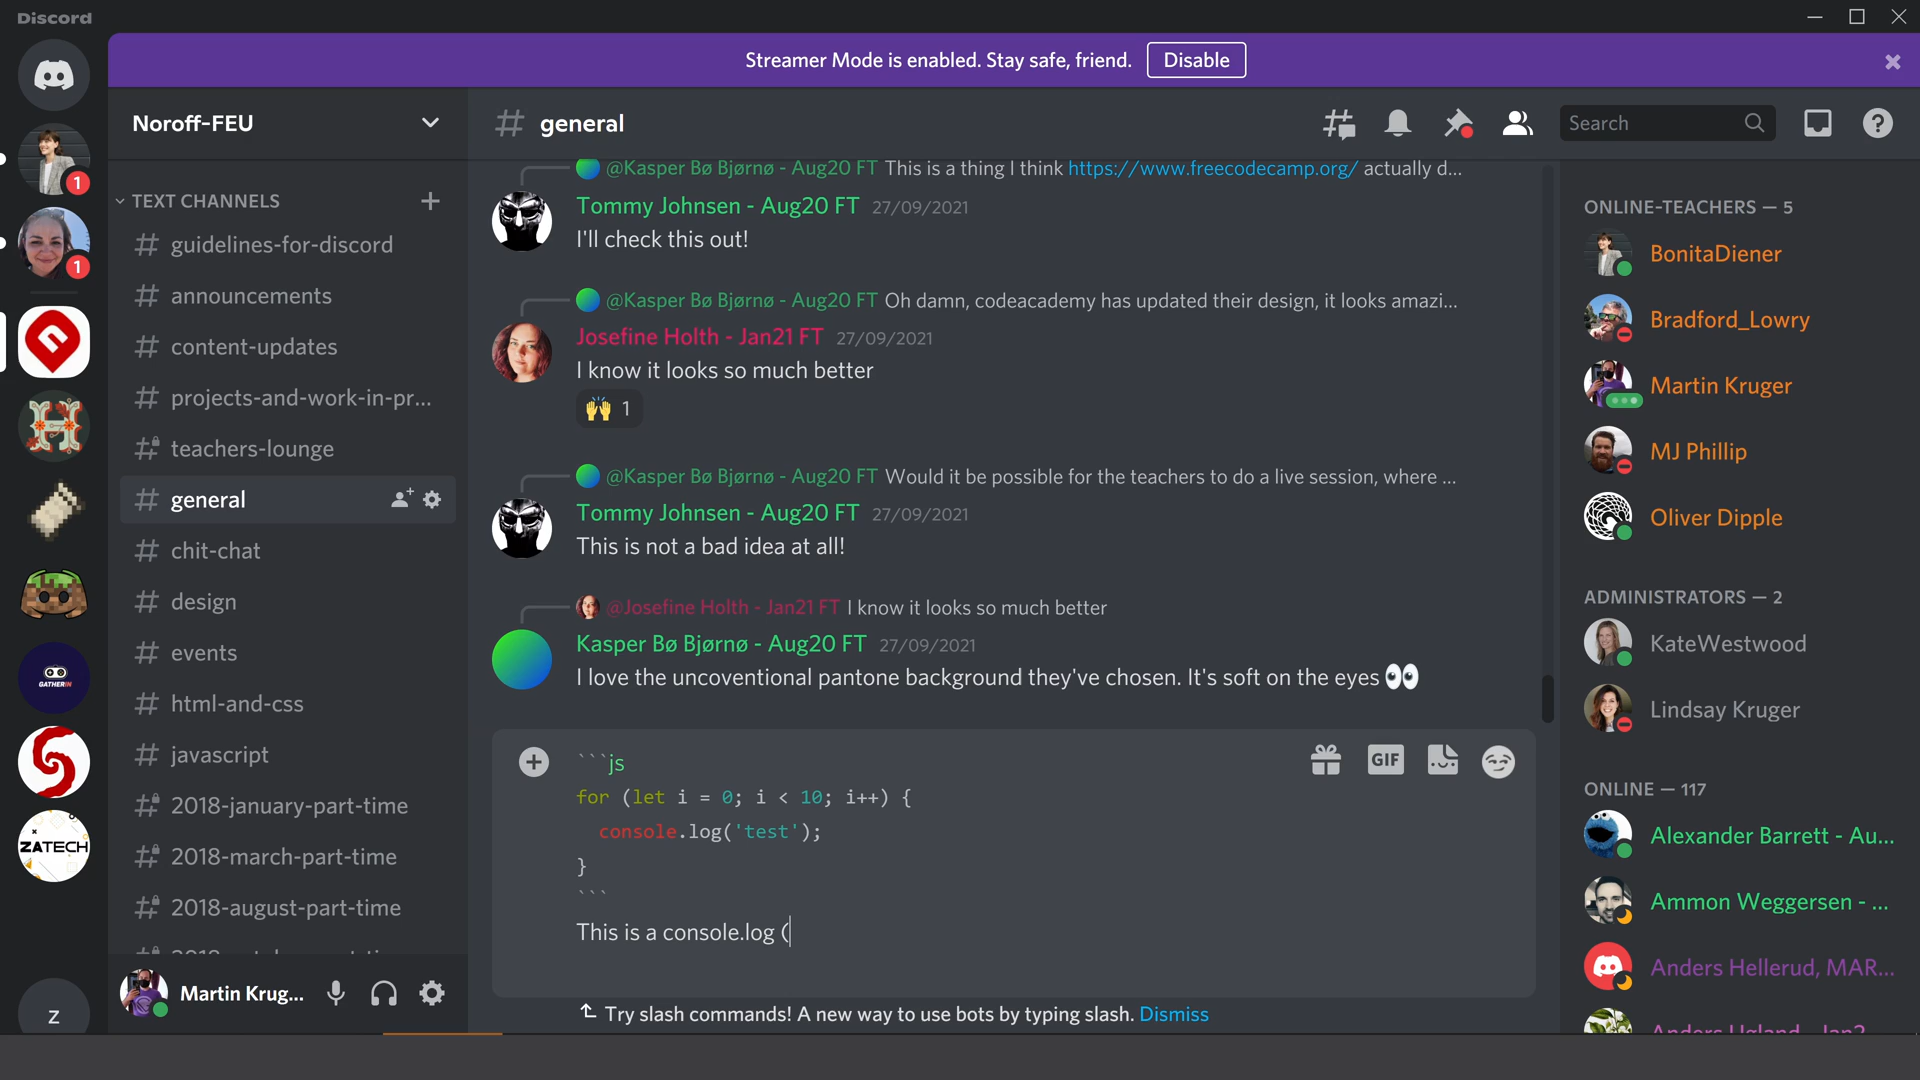 Discord
Streamer Mode is enabled. Stay safe, friend.
Disable
Noroff-FEU
general
Search
1
1
GATHERIN
ZATECH
Z
TEXT CHANNELS
guidelines-for-discord
announcements
content-updates
projects-and-work-in-pr...
teachers-lounge
general
chit-chat
design
events
html-and-css
javascript
2018-january-part-time
2018-march-part-time
2018-august-part-time
Martin Krug...
@Kasper Bø Bjørnø - Aug20 FT This is a thing I think https://www.freecodecamp.org/ actually d...
Tommy Johnsen - Aug20 FT 27/09/2021
I'll check this out!
@Kasper Bø Bjørnø - Aug20 FT Oh damn, codeacademy has updated their design, it looks amazi...
Josefine Holth - Jan21 FT 27/09/2021
I know it looks so much better
1
@Kasper Bø Bjørnø - Aug20 FT Would it be possible for the teachers to do a live session, where ...
Tommy Johnsen - Aug20 FT 27/09/2021
This is not a bad idea at all!
@Josefine Holth - Jan21 FT I know it looks so much better
Kasper Bø Bjørnø - Aug20 FT 27/09/2021
I love the uncoventional pantone background they've chosen. It's soft on the eyes 👀
```js
for (let i = 0; i < 10; i++) {
  console.log('test');
}
```
This is a console.log (
GIF
Try slash commands! A new way to use bots by typing slash. Dismiss
ONLINE-TEACHERS — 5
BonitaDiener
Bradford_Lowry
Martin Kruger
MJ Phillip
Oliver Dipple
ADMINISTRATORS — 2
KateWestwood
Lindsay Kruger
ONLINE — 117
Alexander Barrett - Au...
Ammon Weggersen - ...
Anders Hellerud, MAR...
Anders Ugland - Jan2